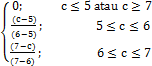 0; c ≤ 5 atau c ≥ 7
(c−5)/(6−5); 5 ≤ c ≤ 6
(7−c)/(7−6); 6 ≤ c ≤ 7